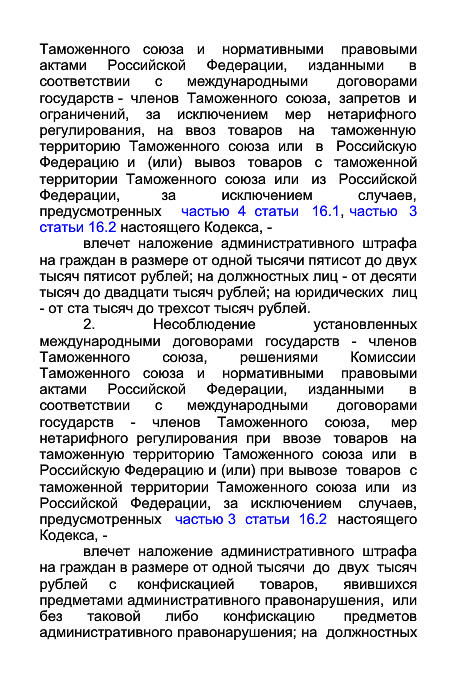 Таможенного союза и нормативными правовыми
актами Российской Федерации, изданными в
соответствии с международными договорами
государств - членов Таможенного союза, запретов и
ограничений, за исключением мер нетарифного
регулирования, на ввоз товаров на таможенную
территорию Таможенного союза или в Российскую
Федерацию и (или) вывоз товаров с таможенной
территории Таможенного союза или из Российской
Федерации, за исключением случаев,
предусмотренных частью 4 статьи 16.1, частью 3
статьи 16.2 настоящего Кодекса, -
влечет наложение административного штрафа
на граждан в размере от одной тысячи пятисот до двух
тысяч пятисот рублей; на должностных лиц - от десяти
тысяч до двадцати тысяч рублей; на юридических лиц
- от ста тысяч до трехсот тысяч рублей.
2. Несоблюдение установленных
международными договорами государств - членов
Таможенного союза, решениями Комиссии
Таможенного союза и нормативными правовыми
актами Российской Федерации, изданными в
соответствии с международными договорами
государств - членов Таможенного союза, мер
нетарифного регулирования при ввозе товаров на
таможенную территорию Таможенного союза или в
Российскую Федерацию и (или) при вывозе товаров с
таможенной территории Таможенного союза или из
Российской Федерации, за исключением случаев,
предусмотренных частью 3 статьи 16.2 настоящего
Кодекса, -
влечет наложение административного штрафа
на граждан в размере от одной тысячи до двух тысяч
рублей с конфискацией товаров, явившихся
предметами административного правонарушения, или
без таковой либо конфискацию предметов
административного правонарушения; на должностных